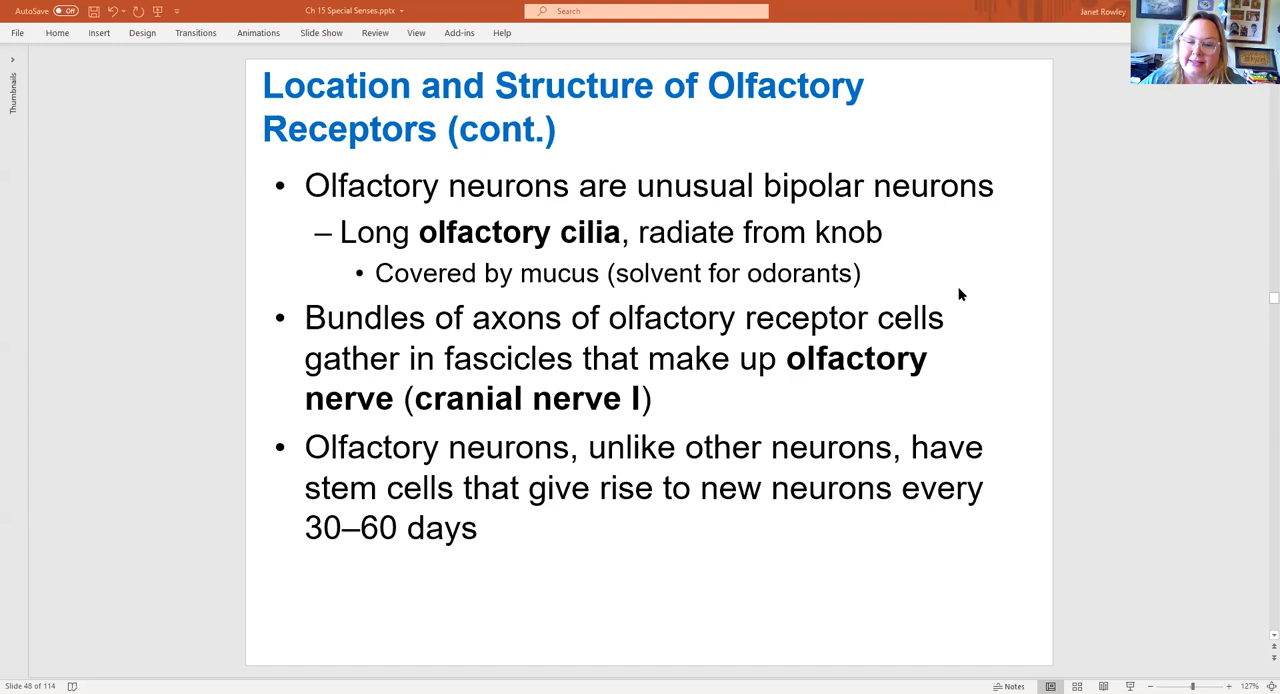 AutoSave Off Ch 15 Special Senses.pptx Search Janet Rowley
File Home Insert Design Transitions Animations Slide Show Review View Add-ins Help
Thumbnails
Location and Structure of Olfactory
Receptors (cont.)
• Olfactory neurons are unusual bipolar neurons
– Long olfactory cilia, radiate from knob
• Covered by mucus (solvent for odorants)
• Bundles of axons of olfactory receptor cells
gather in fascicles that make up olfactory
nerve (cranial nerve I)
• Olfactory neurons, unlike other neurons, have
stem cells that give rise to new neurons every
30–60 days
Slide 48 of 114 Notes 127%